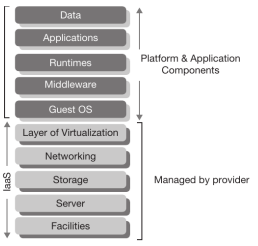 Data
Applications
Runtimes
Middleware
Guest OS
Platform & Application
Components
Layer of Virtualization
Networking
Storage
Server
Facilities
IaaS
Managed by provider